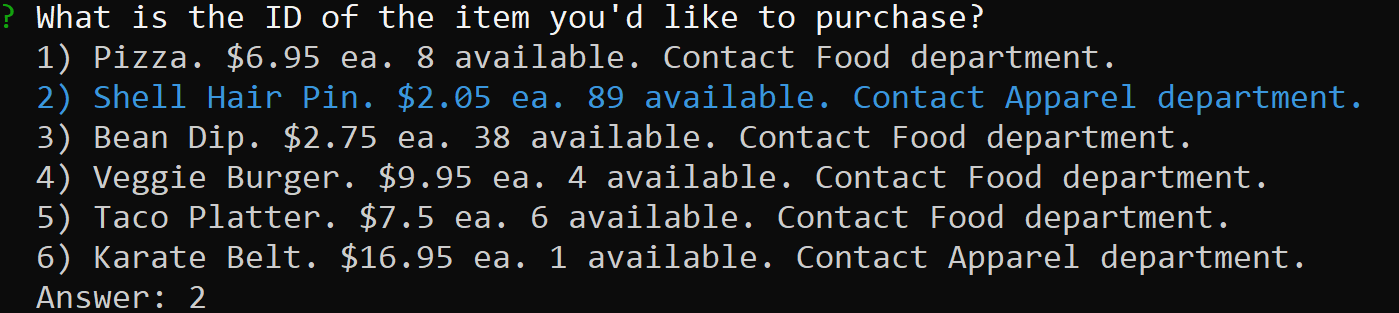 ? What is the ID of the item you'd like to purchase?
1) Pizza. $6.95 ea. 8 available. Contact Food department.
2) Shell Hair Pin. $2.05 ea. 89 available. Contact Apparel department.
3) Bean Dip. $2.75 ea. 38 available. Contact Food department.
4) Veggie Burger. $9.95 ea. 4 available. Contact Food department.
5) Taco Platter. $7.5 ea. 6 available. Contact Food department.
6) Karate Belt. $16.95 ea. 1 available. Contact Apparel department.
Answer: 2